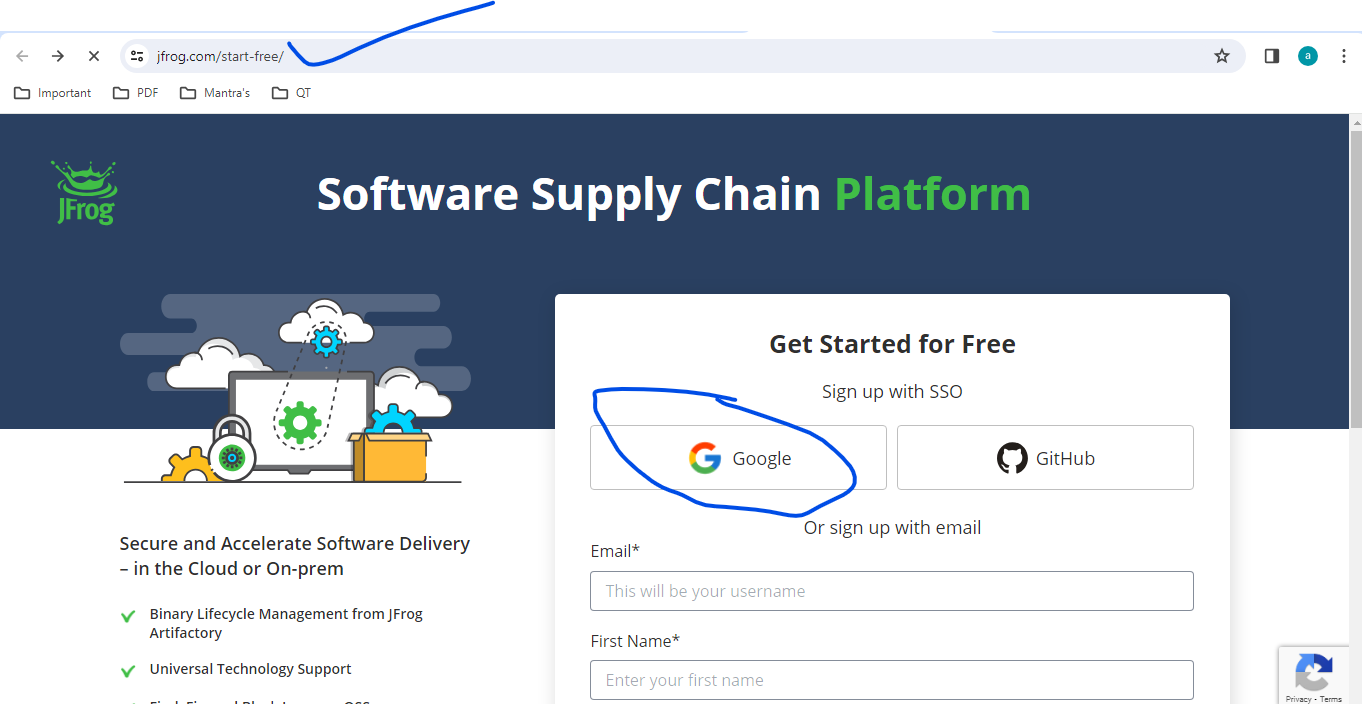 jfrog.com/start-free/
a
Important PDF Mantra's QT
JFrog
Software Supply Chain Platform
Get Started for Free
Sign up with SSO
Google GitHub
Or sign up with email
Email*
This will be your username
First Name*
Enter your first name
Secure and Accelerate Software Delivery
– in the Cloud or On-prem
Binary Lifecycle Management from JFrog
Artifactory
Universal Technology Support
Privacy - Terms